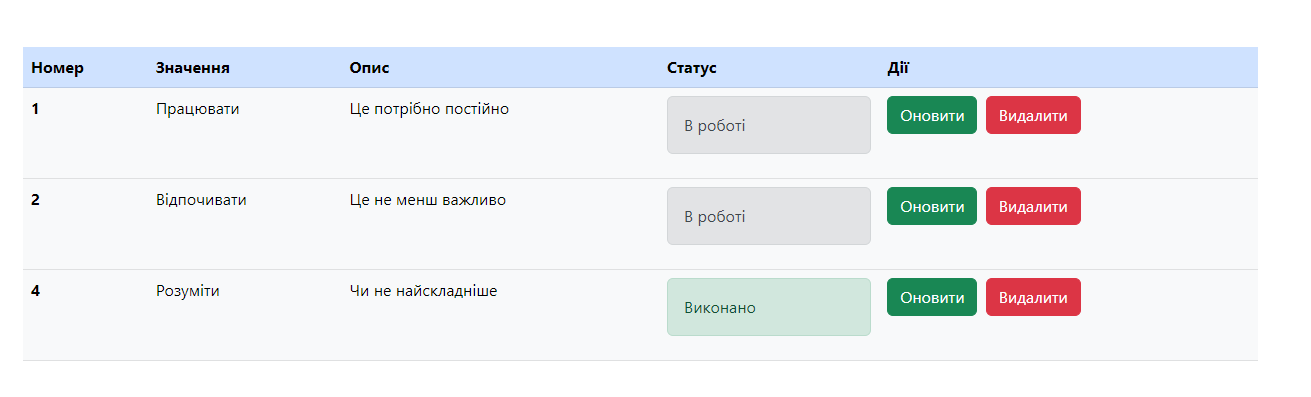 Номер Значення Опис Статус Дії
1 Працювати Це потрібно постійно В роботі Оновити Видалити
2 Відпочивати Це не менш важливо В роботі Оновити Видалити
4 Розуміти Чи не найскладніше Виконано Оновити Видалити